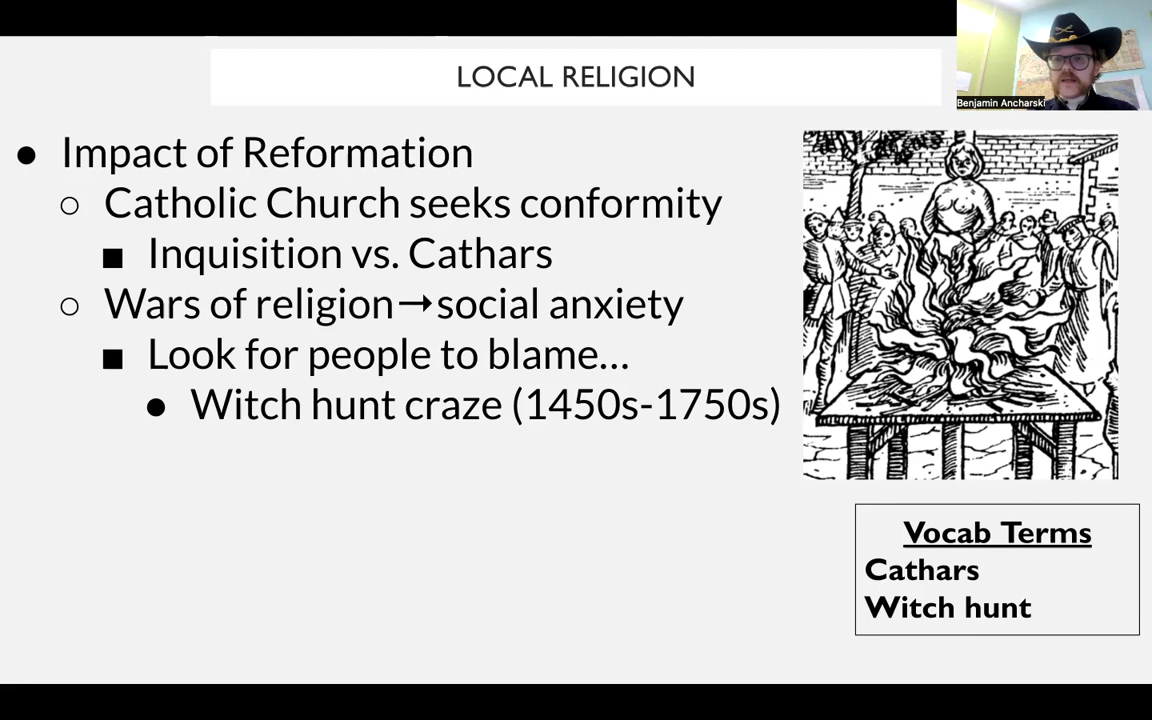 LOCAL RELIGION
Benjamin Ancharski
● Impact of Reformation
○ Catholic Church seeks conformity
■ Inquisition vs. Cathars
○ Wars of religion→social anxiety
■ Look for people to blame...
● Witch hunt craze (1450s-1750s)
Vocab Terms
Cathars
Witch hunt